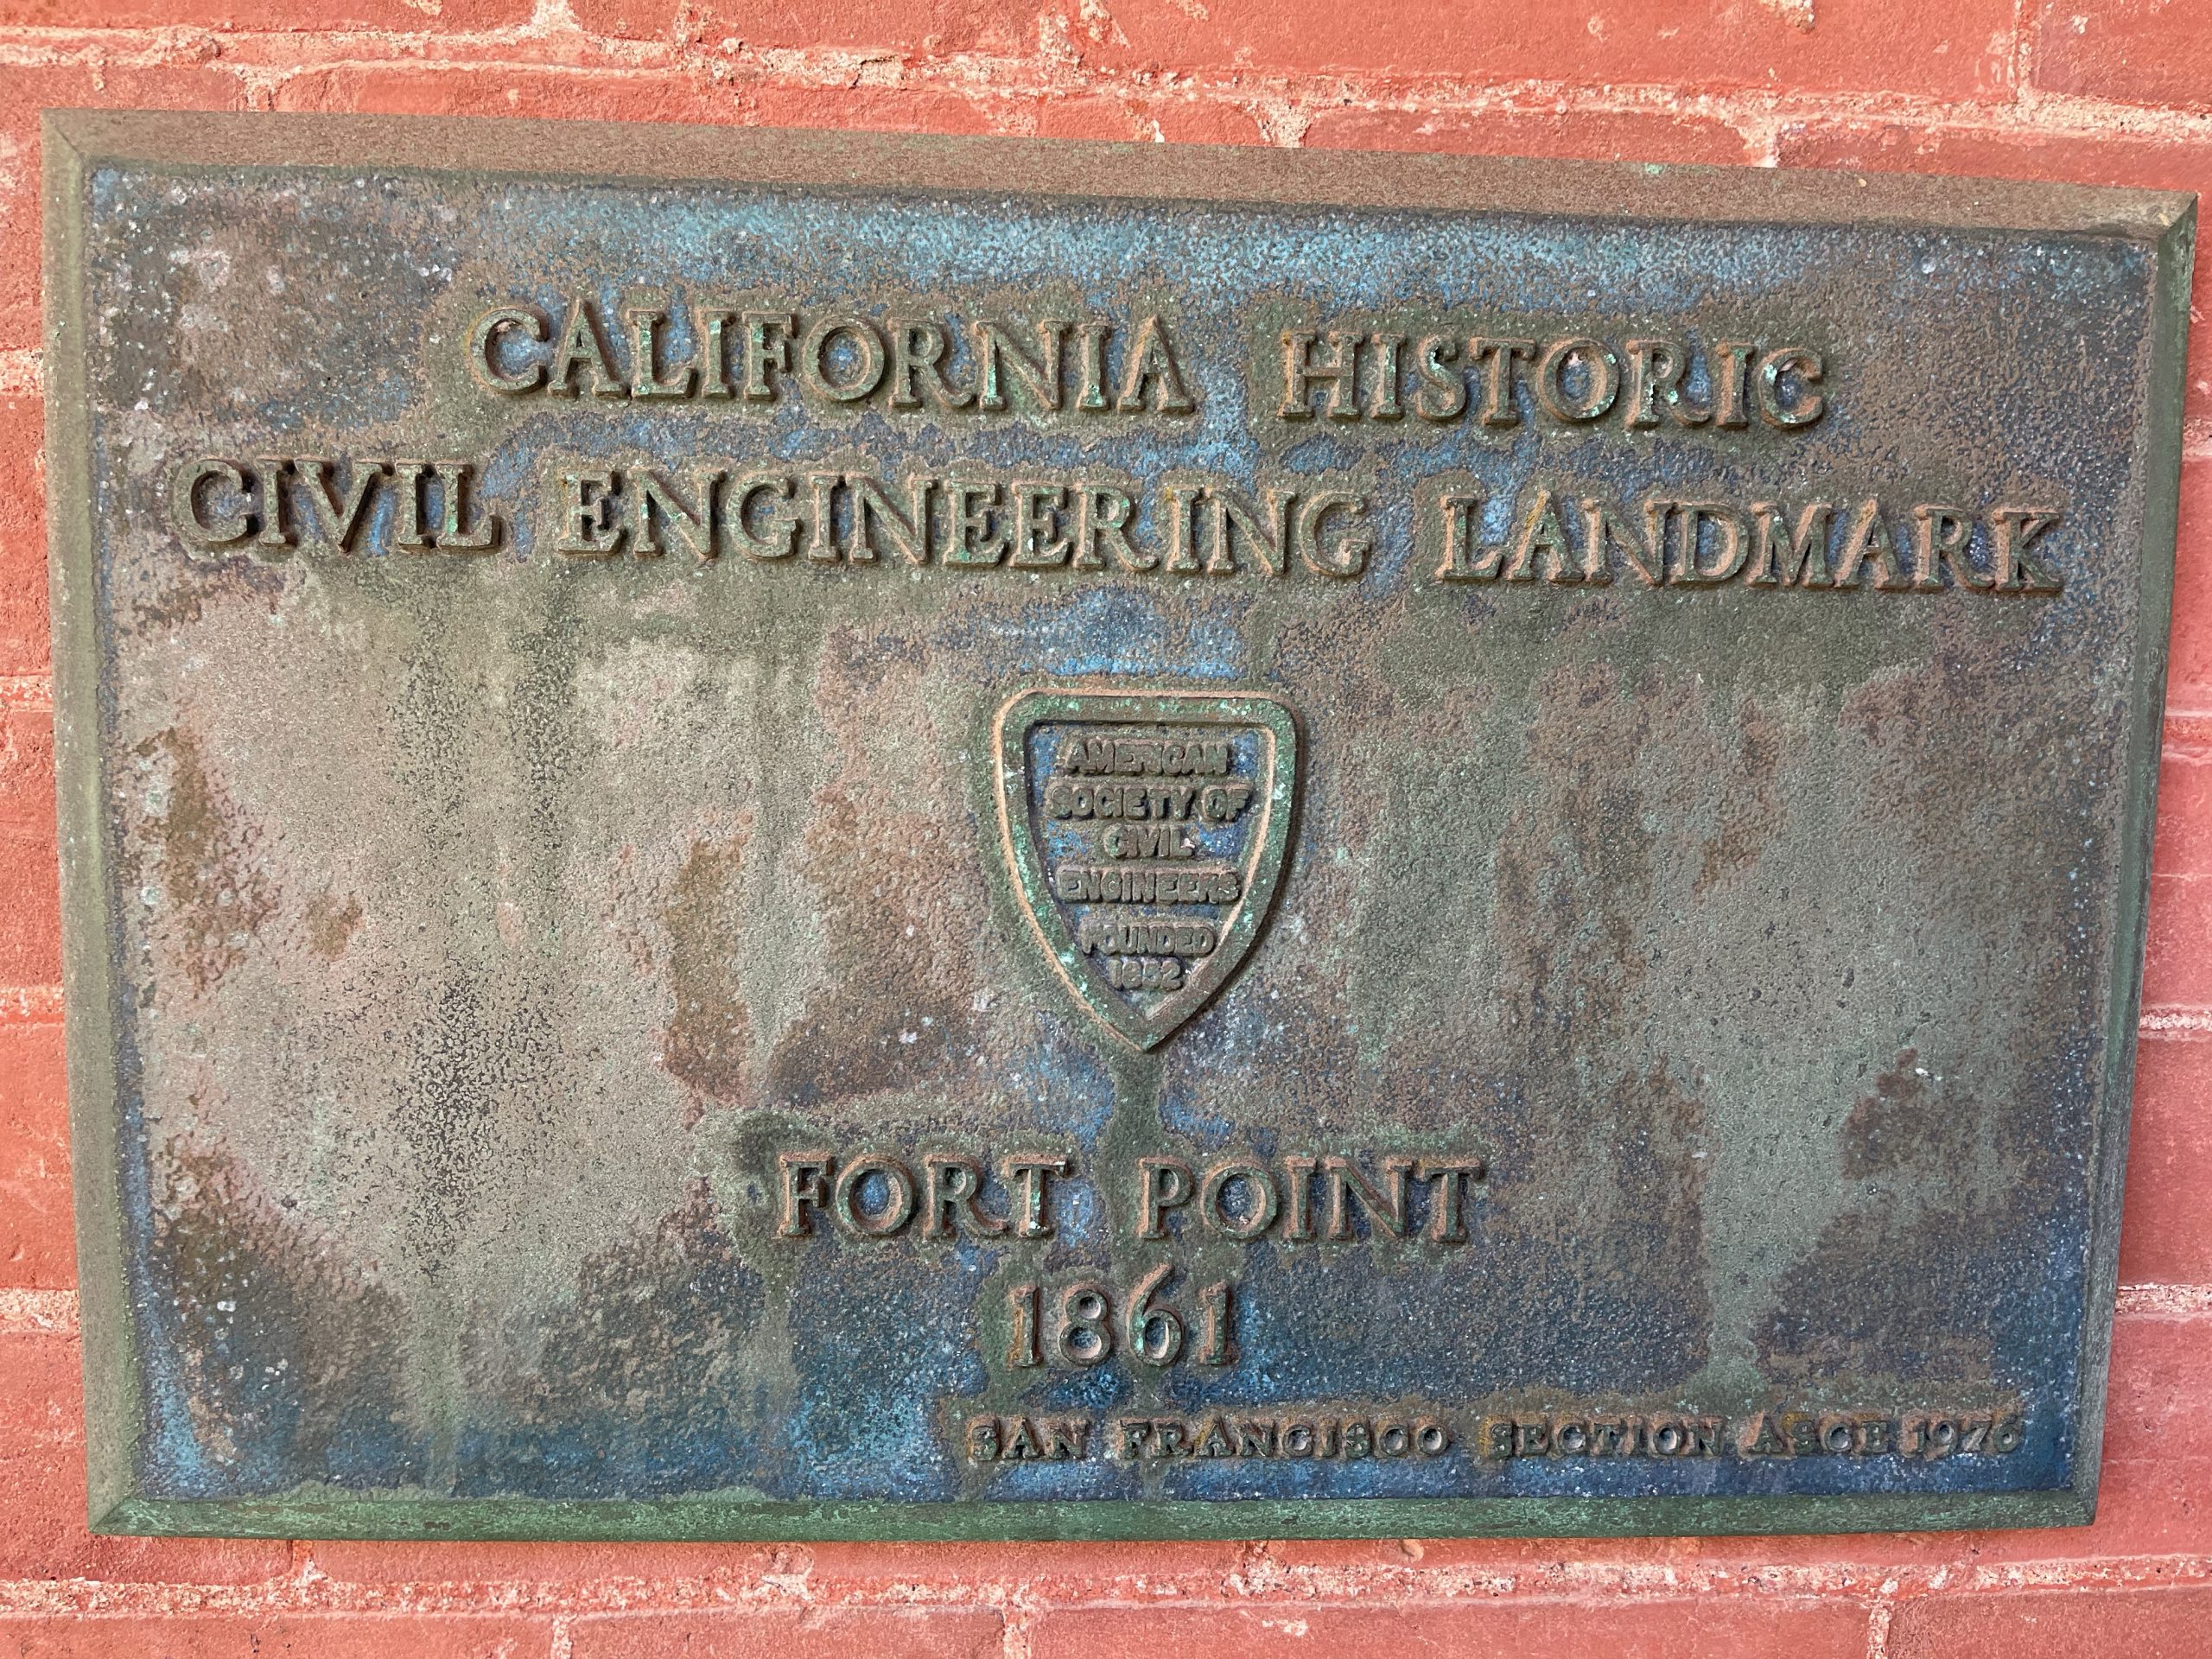 CALIFORNIA HISTORIC
CIVIL ENGINEERING LANDMARK
AMERICAN
SOCIETY OF
CIVIL
ENGINEERS
FOUNDED
1852
FORT POINT
1861
SAN FRANCISCO SECTION ASCE 1976